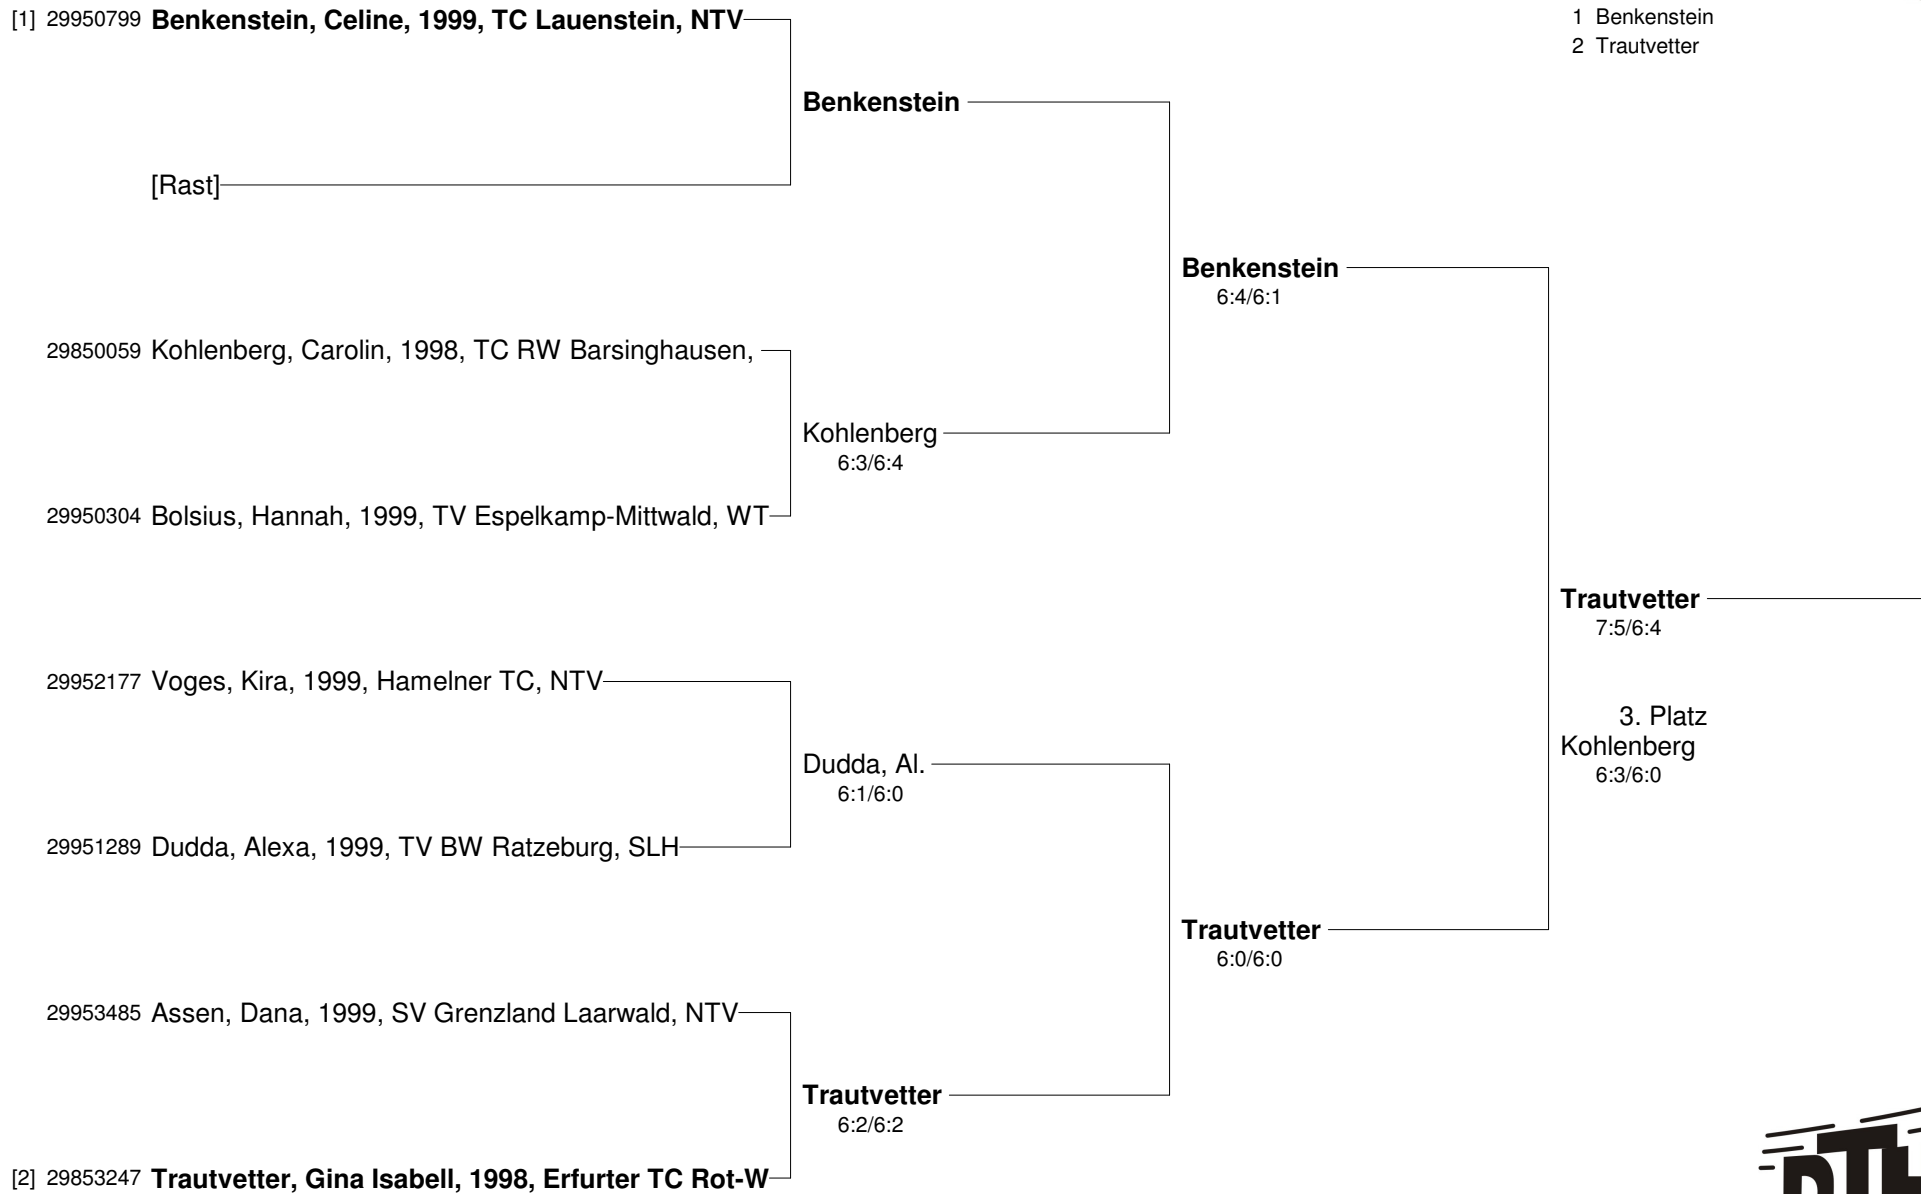 [1] 29950799 Benkenstein, Celine, 1999, TC Lauenstein, NTV
1 Benkenstein
2 Trautvetter
Benkenstein
[Rast]
Benkenstein
6:4/6:1
29850059 Kohlenberg, Carolin, 1998, TC RW Barsinghausen,
Kohlenberg
6:3/6:4
29950304 Bolsius, Hannah, 1999, TV Espelkamp-Mittwald, WT
Trautvetter
7:5/6:4
29952177 Voges, Kira, 1999, Hamelner TC, NTV
3. Platz
Kohlenberg
6:3/6:0
Dudda, Al.
6:1/6:0
29951289 Dudda, Alexa, 1999, TV BW Ratzeburg, SLH
Trautvetter
6:0/6:0
29953485 Assen, Dana, 1999, SV Grenzland Laarwald, NTV
Trautvetter
6:2/6:2
[2] 29853247 Trautvetter, Gina Isabell, 1998, Erfurter TC Rot-W